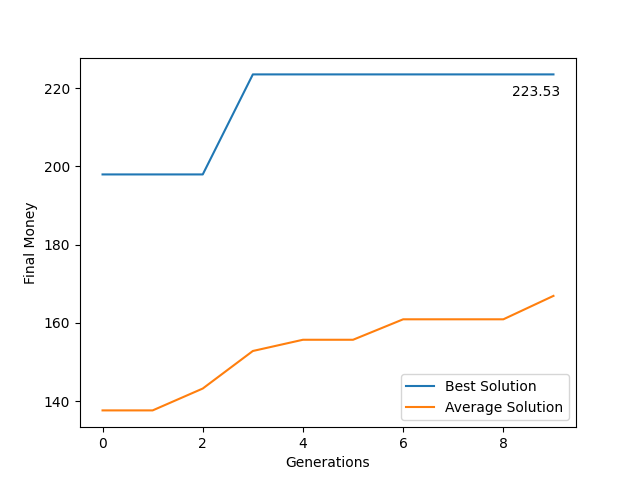 220
200
180
160
140
Final Money
223.53
Best Solution
Average Solution
0 2 4 6 8
Generations